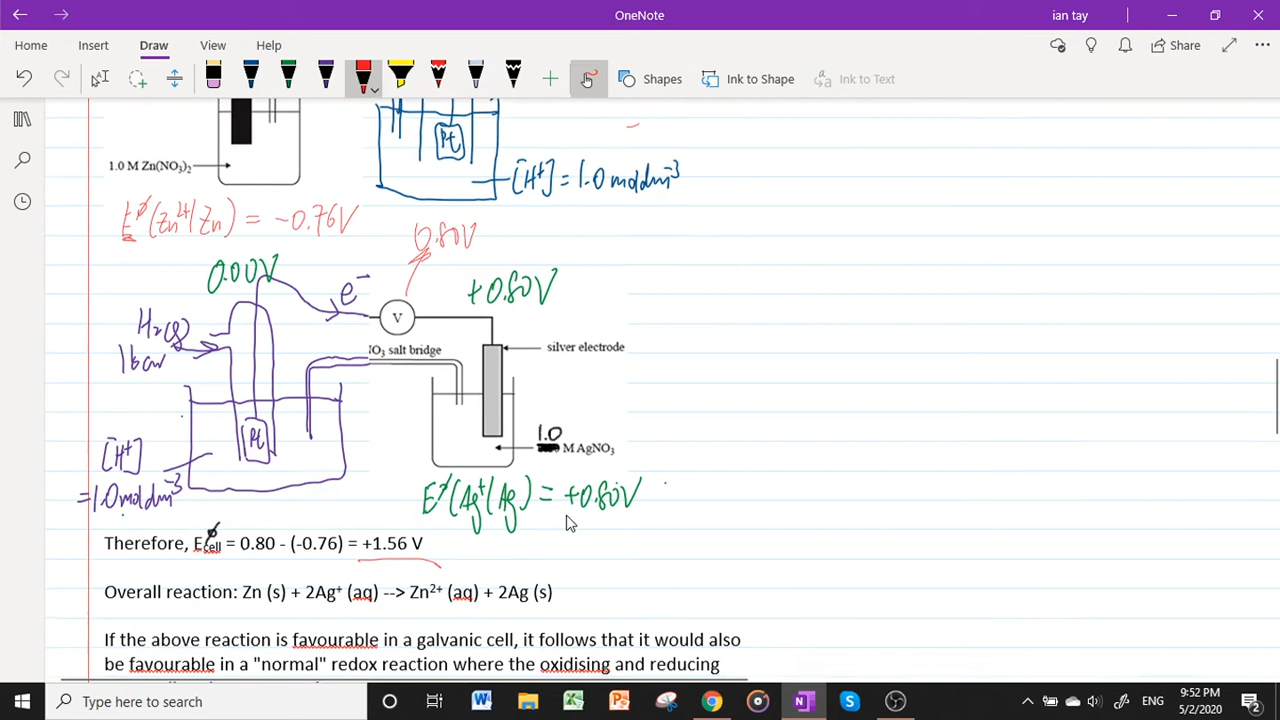 OneNote
ian tay
Home Insert Draw View Help
Share
Shapes
Ink to Shape
Ink to Text
Pt
1.0 M Zn(NO₃)₂
[H⁺] = 1.0 moldm⁻³
E⦵(Zn²⁺/Zn) = -0.76V
0.80V
0.00V
+0.80V
e⁻
H₂(g)
1 bar
V
NO₃ salt bridge
silver electrode
Pt
[H⁺]
=1.0moldm⁻³
1.0
M AgNO₃
E⦵(Ag⁺/Ag) = +0.80V
Therefore, E⦵cell = 0.80 - (-0.76) = +1.56 V
Overall reaction: Zn (s) + 2Ag⁺ (aq) --> Zn²⁺ (aq) + 2Ag (s)
If the above reaction is favourable in a galvanic cell, it follows that it would also
be favourable in a "normal" redox reaction where the oxidising and reducing
Type here to search
ENG
9:52 PM
5/2/2020
2